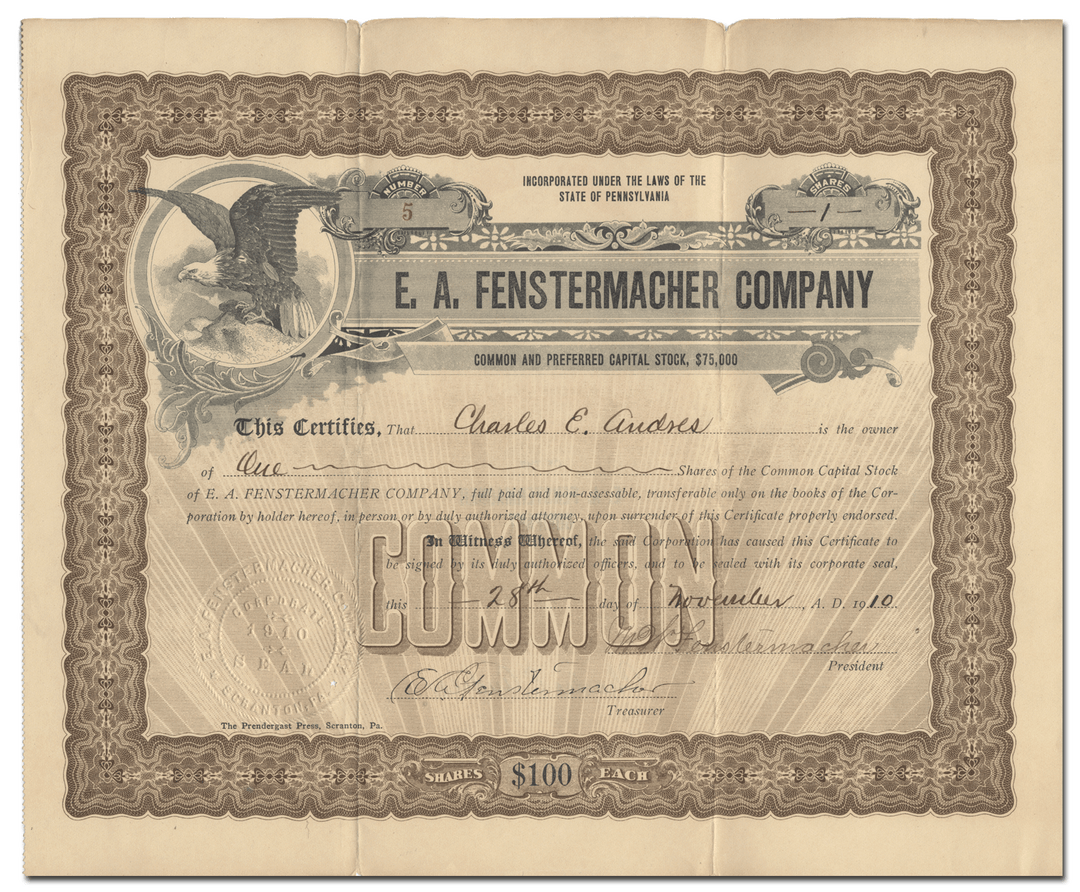 INCORPORATED UNDER THE LAWS OF THE
STATE OF PENNSYLVANIA
NUMBER
5
SHARES
— 1 —
E. A. FENSTERMACHER COMPANY
COMMON AND PREFERRED CAPITAL STOCK, $75,000
This Certifies, That Charles E. Andres is the owner
of One Shares of the Common Capital Stock
of E. A. FENSTERMACHER COMPANY, full paid and non-assessable, transferable only on the books of the Cor-
poration by holder hereof, in person or by duly authorized attorney, upon surrender of this Certificate properly endorsed.
In Witness Whereof, the said Corporation has caused this Certificate to
be signed by its duly authorized officers, and to be sealed with its corporate seal,
this — 28th — day of November, A. D. 1910
COMMON
E. A. FENSTERMACHER COMPANY
CORPORATE
1910
SEAL
SCRANTON, PA.
Fenstermacher
President
E A Fenstermacher
Treasurer
The Prendergast Press, Scranton, Pa.
SHARES $100 EACH